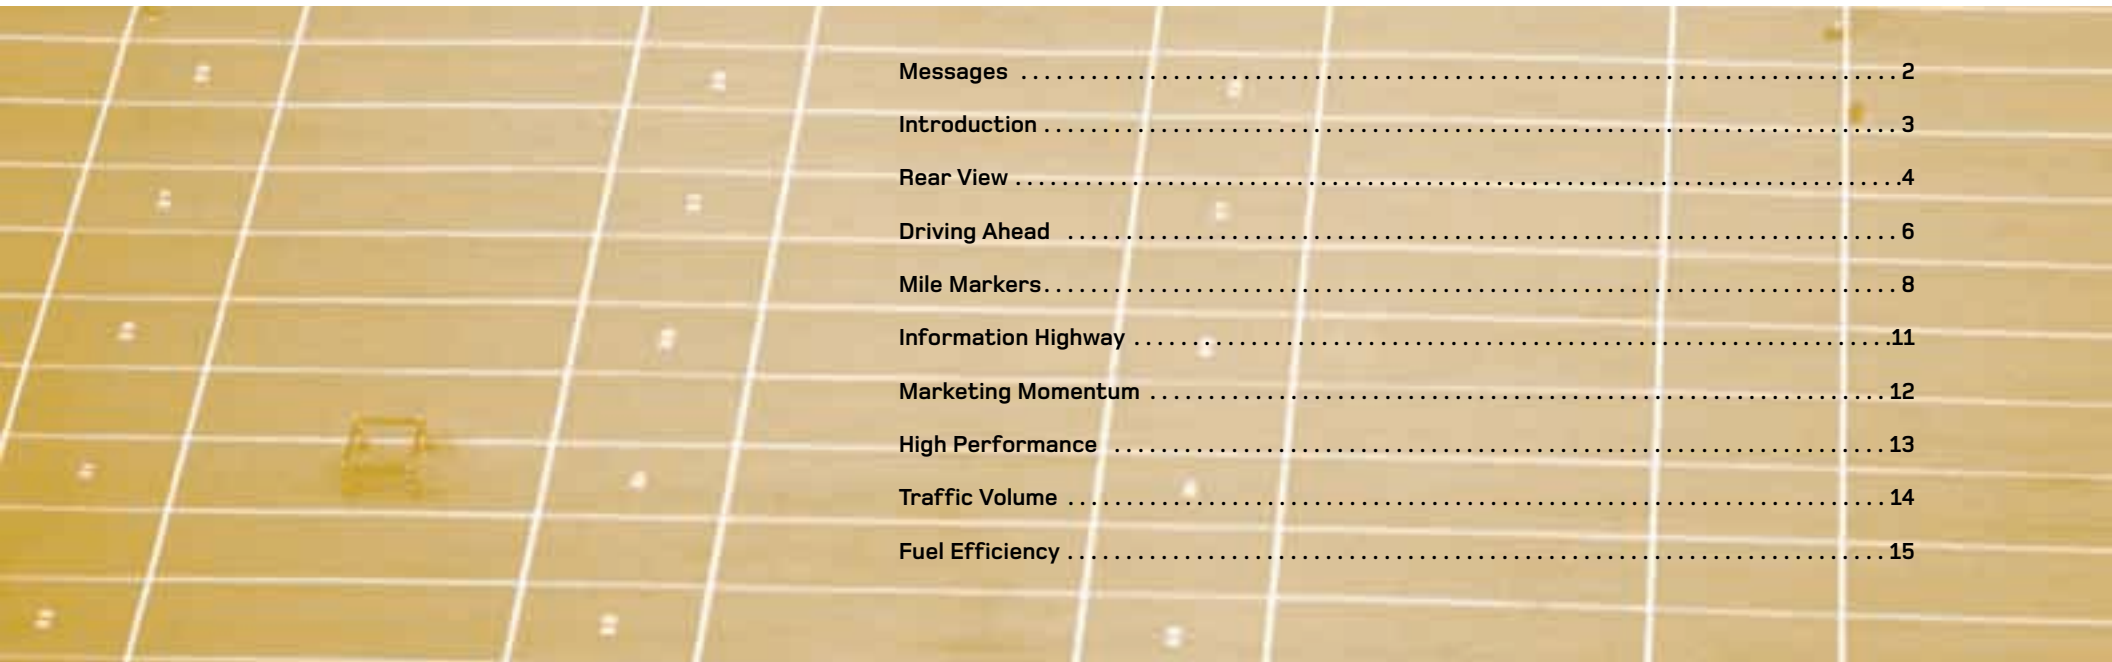 Messages ........................................ 2
Introduction ........................................ 3
Rear View ........................................ 4
Driving Ahead ........................................ 6
Mile Markers ........................................ 8
Information Highway ........................................ 11
Marketing Momentum ........................................ 12
High Performance ........................................ 13
Traffic Volume ........................................ 14
Fuel Efficiency ........................................ 15